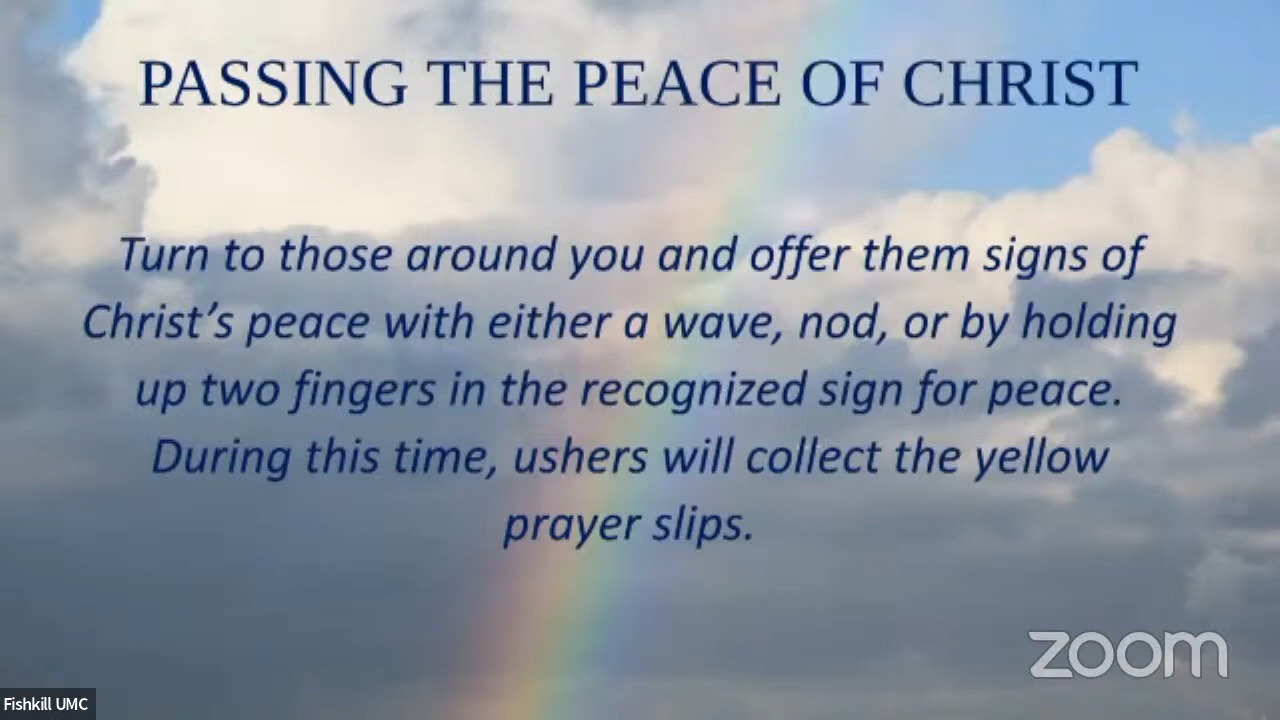 PASSING THE PEACE OF CHRIST
Turn to those around you and offer them signs of
Christ’s peace with either a wave, nod, or by holding
up two fingers in the recognized sign for peace.
During this time, ushers will collect the yellow
prayer slips.
zoom
Fishkill UMC